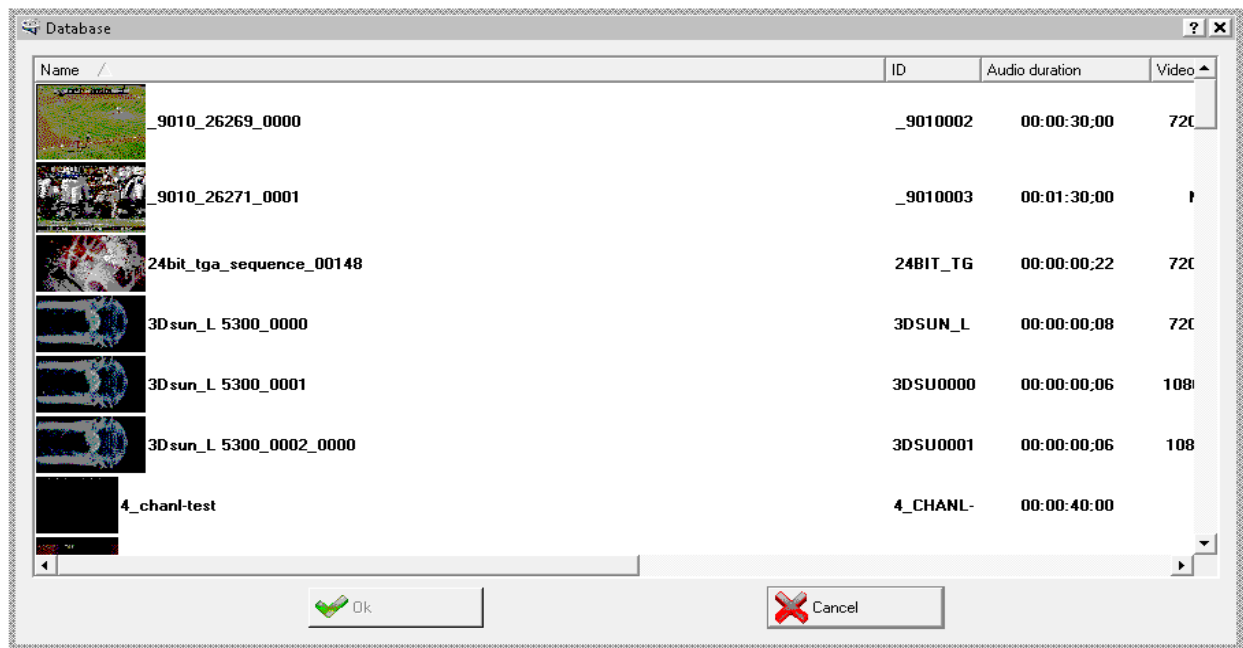 Database
Name ID Audio duration Video
_9010_26269_0000 _9010002 00:00:30;00 720
_9010_26271_0001 _9010003 00:01:30;00
24bit_tga_sequence_00148 24BIT_TG 00:00:00;22 720
3Dsun_L 5300_0000 3DSUN_L 00:00:00;08 720
3Dsun_L 5300_0001 3DSU0000 00:00:00;06 108
3Dsun_L 5300_0002_0000 3DSU0001 00:00:00;06 108
4_chanl-test 4_CHANL- 00:00:40:00
Ok Cancel